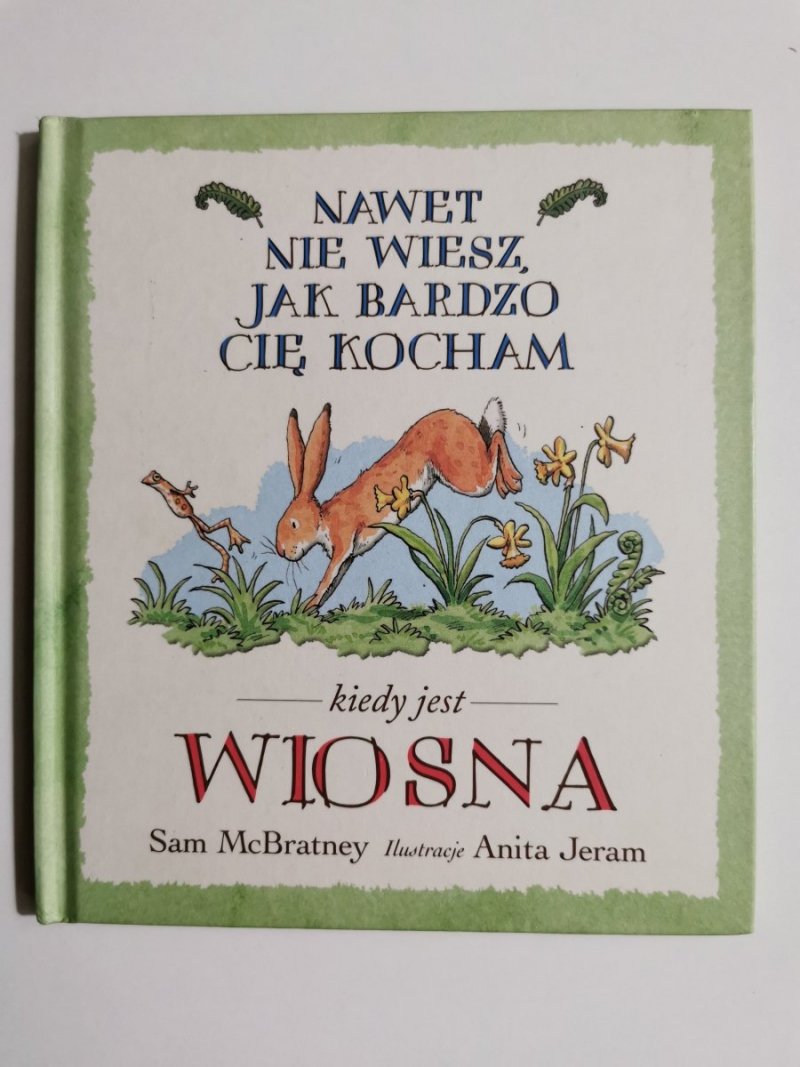 NAWET
NIE WIESZ,
JAK BARDZO
CIĘ KOCHAM
kiedy jest
WIOSNA
Sam McBratney Ilustracje Anita Jeram